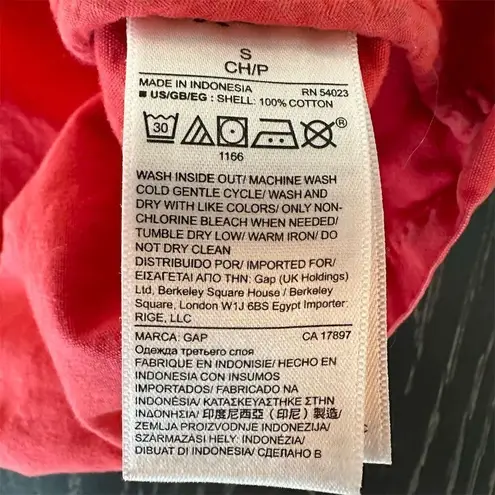 S
CH/P
MADE IN INDONESIA RN 54023
■ US/GB/EG : SHELL: 100% COTTON
30
®
1166
WASH INSIDE OUT/ MACHINE WASH
COLD GENTLE CYCLE/ WASH AND
DRY WITH LIKE COLORS/ ONLY NON-
CHLORINE BLEACH WHEN NEEDED/
TUMBLE DRY LOW/ WARM IRON/ DO
NOT DRY CLEAN
DISTRIBUIDO POR/ IMPORTED FOR/
ΕΙΣΑΓΕΤΑΙ ΑΠΟ ΤΗΝ: Gap (UK Holdings)
Ltd, Berkeley Square House / Berkeley
Square, London W1J 6BS Egypt Importer:
RIGE, LLC
MARCA: GAP CA 17897
Одежда третьего слоя
FABRIQUE EN INDONISIE/ HECHO EN
INDONESIA CON INSUMOS
IMPORTADOS/ FABRICADO NA
INDONÉSIA/ ΚΑΤΑΣΚΕΥΑΣΤΗΚΕ ΣΤΗΝ
ΙΝΔΟΝΗΣΙΑ/ 印度尼西亞 (印尼) 製造/
ZEMLJA PROIZVODNJE INDONEZIJA/
SZÁRMAZÁSI HELY: INDONÉZIA/
DIBUAT DI INDONESIA/ СДЕЛАНО В